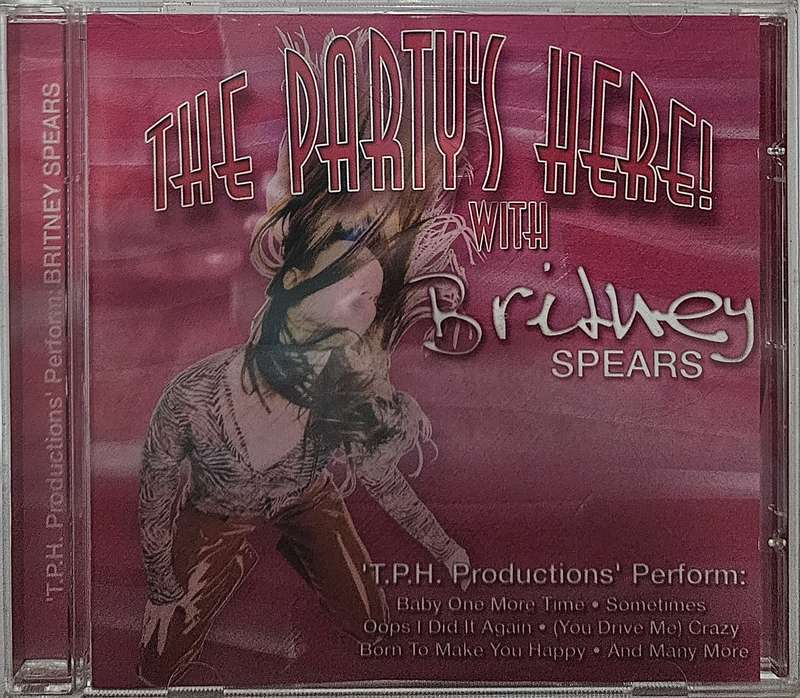 THE PARTY'S HERE!
WITH
Britney
SPEARS
'T.P.H. Productions' Perform:
Baby One More Time • Sometimes
Oops I Did It Again • (You Drive Me) Crazy
Born To Make You Happy • And Many More
'T.P.H. Productions' Perform BRITNEY SPEARS